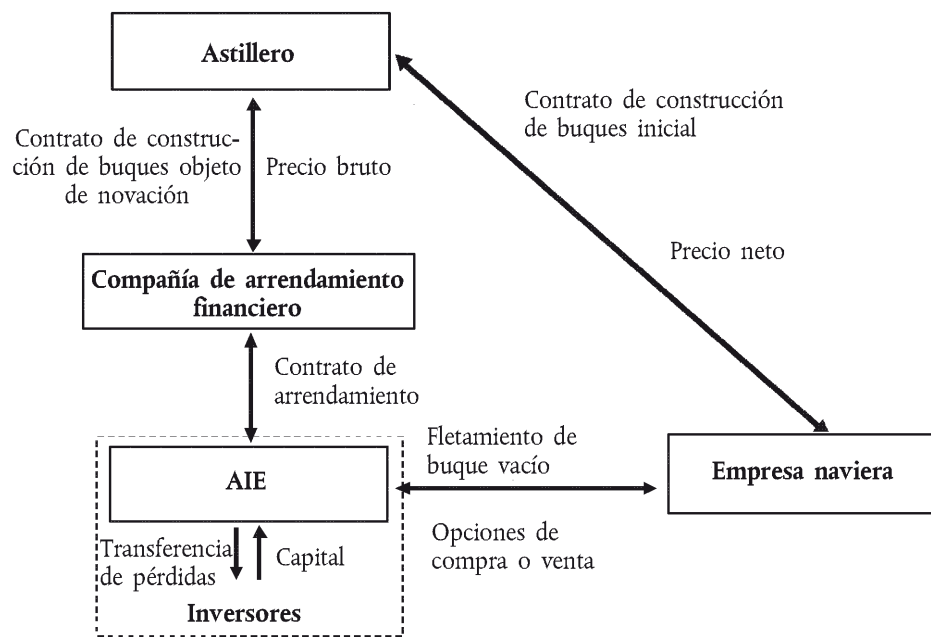 Astillero
Contrato de construcción
de buques inicial
Contrato de construc-
ción de buques objeto
de novación
Precio bruto
Precio neto
Compañía de arrendamiento
financiero
Contrato de
arrendamiento
Fletamiento de
buque vacío
AIE
Empresa naviera
Opciones de
compra o venta
Transferencia
de pérdidas
Capital
Inversores